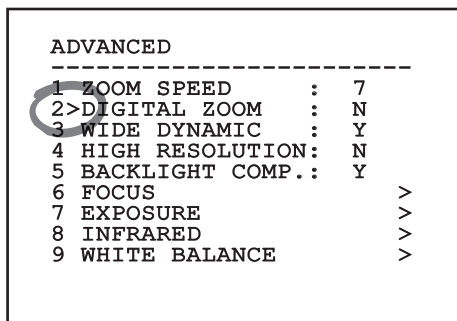 ADVANCED
------------------------
1 ZOOM SPEED     :  7
2>DIGITAL ZOOM   :  N
3 WIDE DYNAMIC   :  Y
4 HIGH RESOLUTION:  N
5 BACKLIGHT COMP.:  Y
6 FOCUS                >
7 EXPOSURE             >
8 INFRARED             >
9 WHITE BALANCE        >